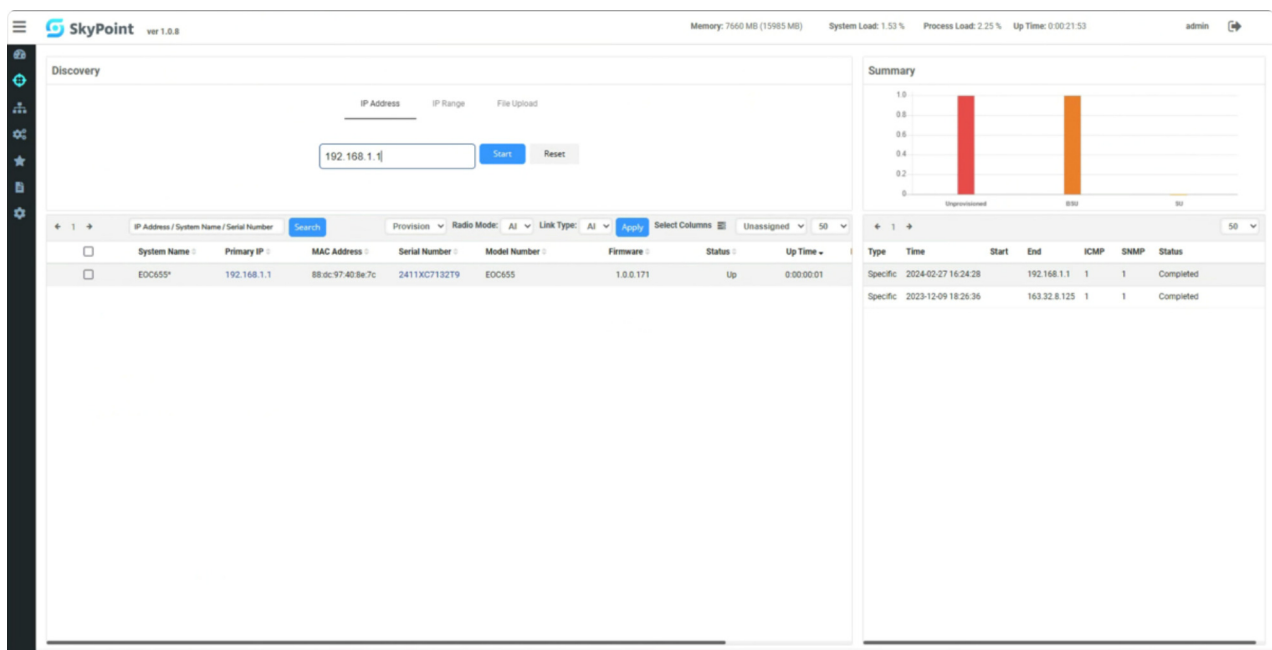 SkyPoint ver 1.0.8 Memory: 7660 MB (15985 MB) System Load: 1.53 % Process Load: 2.25 % Up Time: 0:00:21:53 admin
Discovery
IP Address IP Range File Upload
192.168.1.1 Start Reset
← 1 → IP Address / System Name / Serial Number Search Provision Radio Mode: All Link Type: All Apply Select Columns Unassigned 50
System Name Primary IP MAC Address Serial Number Model Number Firmware Status Up Time
EOC655* 192.168.1.1 88:dc:97:40:8e:7c 2411XC7132T9 EOC655 1.0.0.171 Up 0:00:00:01
Summary
1.0
0.8
0.6
0.4
0.2
0
Unprovisioned BSU SU
← 1 → 50
Type Time Start End ICMP SNMP Status
Specific 2024-02-27 16:24:28 192.168.1.1 1 1 Completed
Specific 2023-12-09 18:26:36 163.32.8.125 1 1 Completed